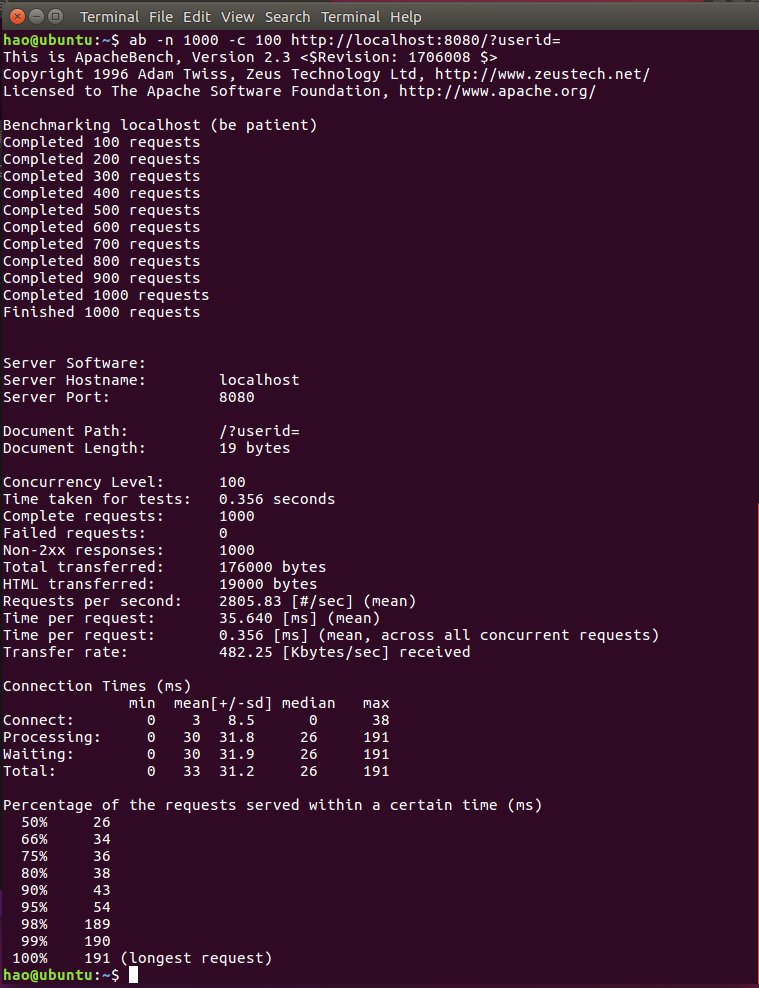 Terminal File Edit View Search Terminal Help
hao@ubuntu:~$ ab -n 1000 -c 100 http://localhost:8080/?userid=
This is ApacheBench, Version 2.3 <$Revision: 1706008 $>
Copyright 1996 Adam Twiss, Zeus Technology Ltd, http://www.zeustech.net/
Licensed to The Apache Software Foundation, http://www.apache.org/

Benchmarking localhost (be patient)
Completed 100 requests
Completed 200 requests
Completed 300 requests
Completed 400 requests
Completed 500 requests
Completed 600 requests
Completed 700 requests
Completed 800 requests
Completed 900 requests
Completed 1000 requests
Finished 1000 requests


Server Software:
Server Hostname:        localhost
Server Port:            8080

Document Path:          /?userid=
Document Length:        19 bytes

Concurrency Level:      100
Time taken for tests:   0.356 seconds
Complete requests:      1000
Failed requests:        0
Non-2xx responses:      1000
Total transferred:      176000 bytes
HTML transferred:       19000 bytes
Requests per second:    2805.83 [#/sec] (mean)
Time per request:       35.640 [ms] (mean)
Time per request:       0.356 [ms] (mean, across all concurrent requests)
Transfer rate:          482.25 [Kbytes/sec] received

Connection Times (ms)
              min  mean[+/-sd] median   max
Connect:        0    3   8.5      0      38
Processing:     0   30  31.8     26     191
Waiting:        0   30  31.9     26     191
Total:          0   33  31.2     26     191

Percentage of the requests served within a certain time (ms)
  50%     26
  66%     34
  75%     36
  80%     38
  90%     43
  95%     54
  98%    189
  99%    190
 100%    191 (longest request)
hao@ubuntu:~$